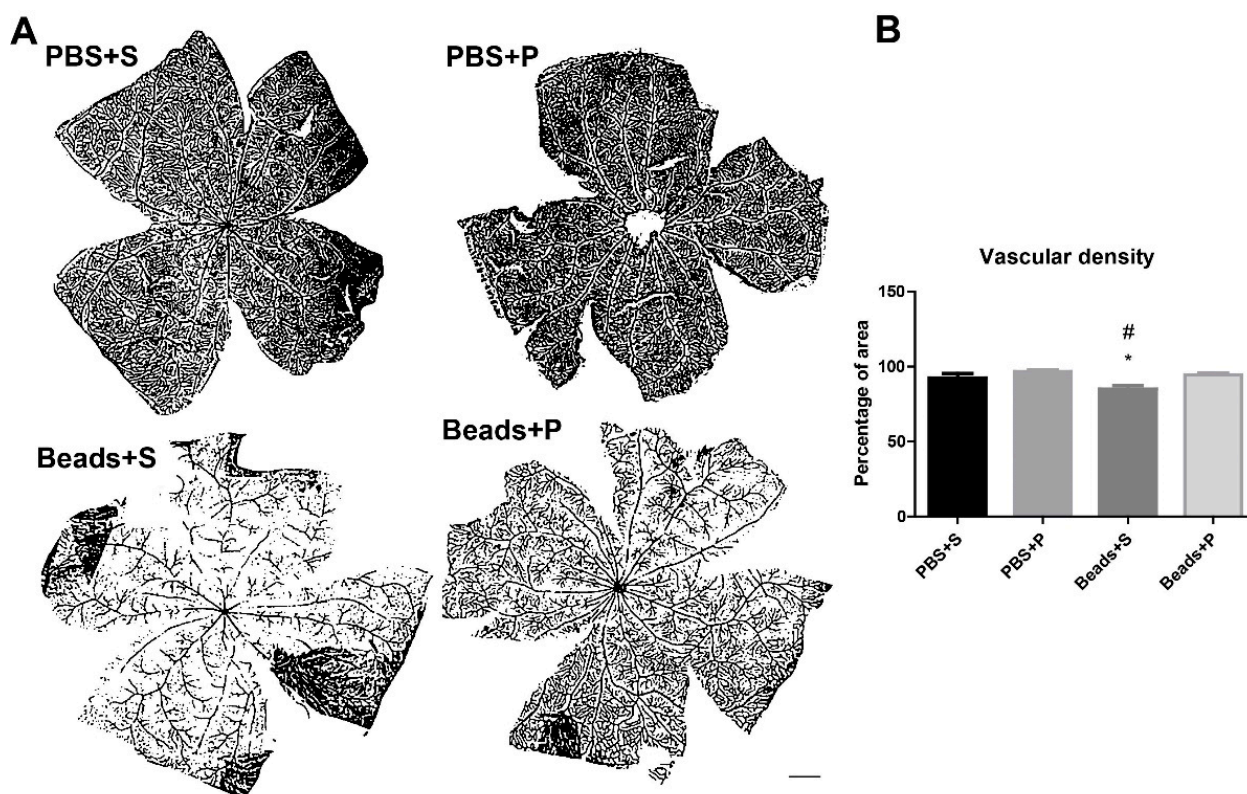 A
PBS+S
PBS+P
Beads+S
Beads+P
B
Vascular density
Percentage of area
150
100
50
0
#
*
PBS+S
PBS+P
Beads+S
Beads+P